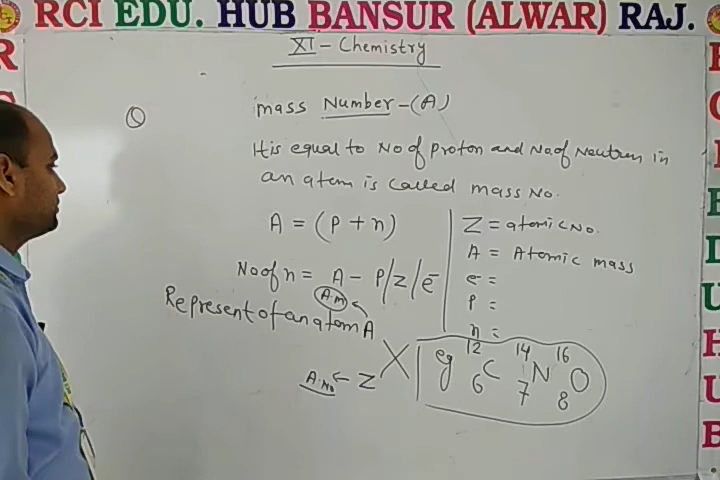 RCI EDU. HUB BANSUR (ALWAR) RAJ.
XI - Chemistry
Q
mass Number - (A)
It is equal to No of proton and No of Neutron in
an atom is called mass No.
A = (P + n)
No of n = A - P/Z/e⁻
Z = atomic No.
A = Atomic mass
e⁻ =
P =
n =
Represent of an atom
A.M ← A
X
A.No ← Z
eg 12 6 C 14 7 N 16 8 O
R
E
D
U
H
U
B